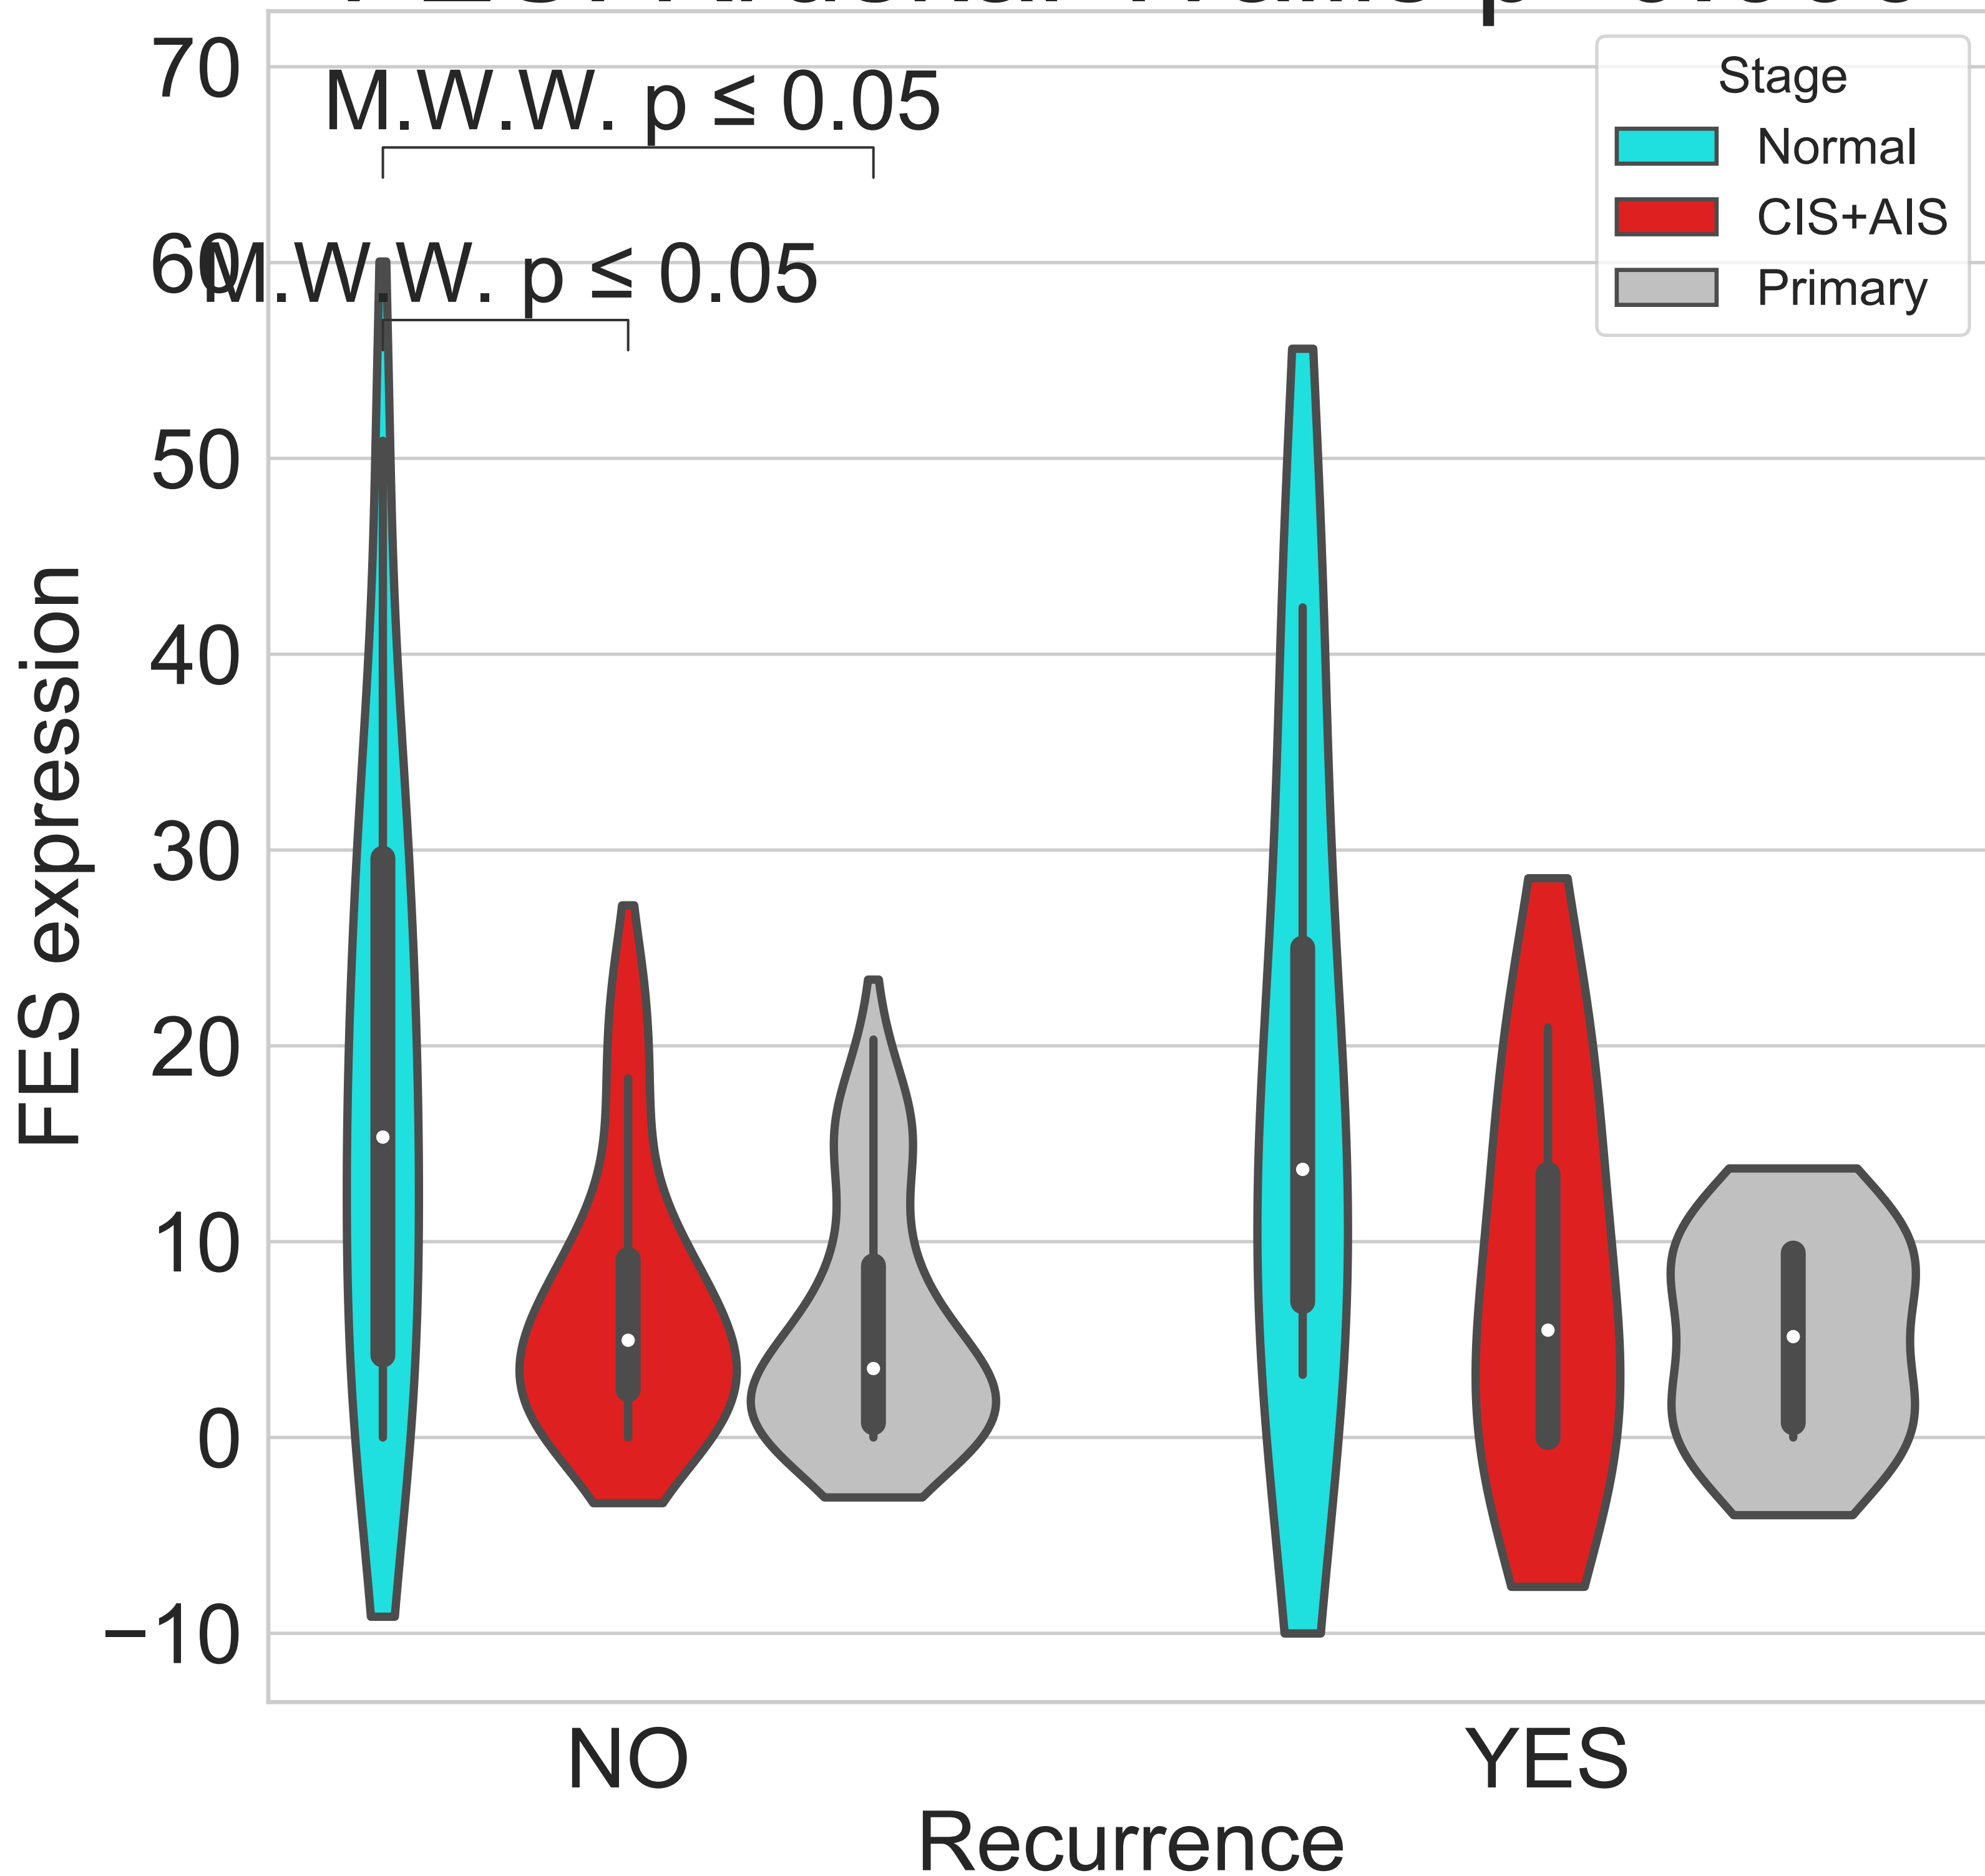 70
M.W.W. p ≤ 0.05
Stage
Normal
CIS+AIS
Primary
60
M.W.W. p ≤ 0.05
50
40
30
20
10
0
−10
FES expression
NO
YES
Recurrence